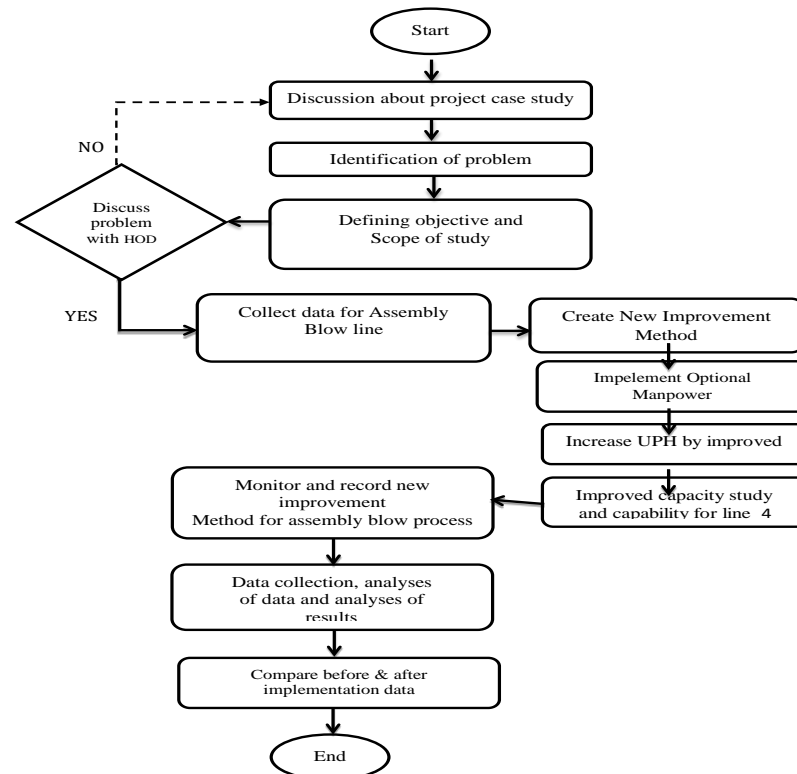 Start
Discussion about project case study
NO
Identification of problem
Discuss
problem
with HOD
Defining objective and
Scope of study
YES
Collect data for Assembly
Blow line
Create New Improvement
Method
Impelement Optional
Manpower
Increase UPH by improved
Improved capacity study
and capability for line 4
Monitor and record new
improvement
Method for assembly blow process
Data collection, analyses
of data and analyses of
results
Compare before & after
implementation data
End